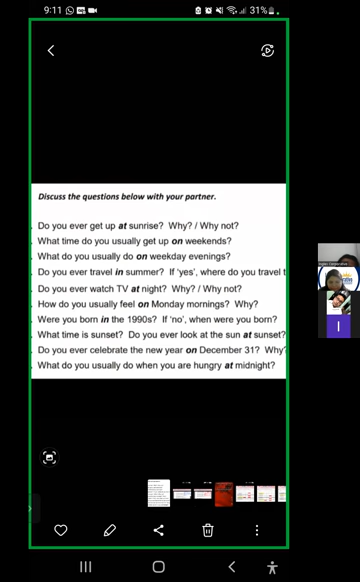 9:11
31%
Discuss the questions below with your partner.
Do you ever get up at sunrise? Why? / Why not?
What time do you usually get up on weekends?
What do you usually do on weekday evenings?
Do you ever travel in summer? If 'yes', where do you travel t
Do you ever watch TV at night? Why? / Why not?
How do you usually feel on Monday mornings? Why?
Were you born in the 1990s? If 'no', when were you born?
What time is sunset? Do you ever look at the sun at sunset?
Do you ever celebrate the new year on December 31? Why?
What do you usually do when you are hungry at midnight?
I